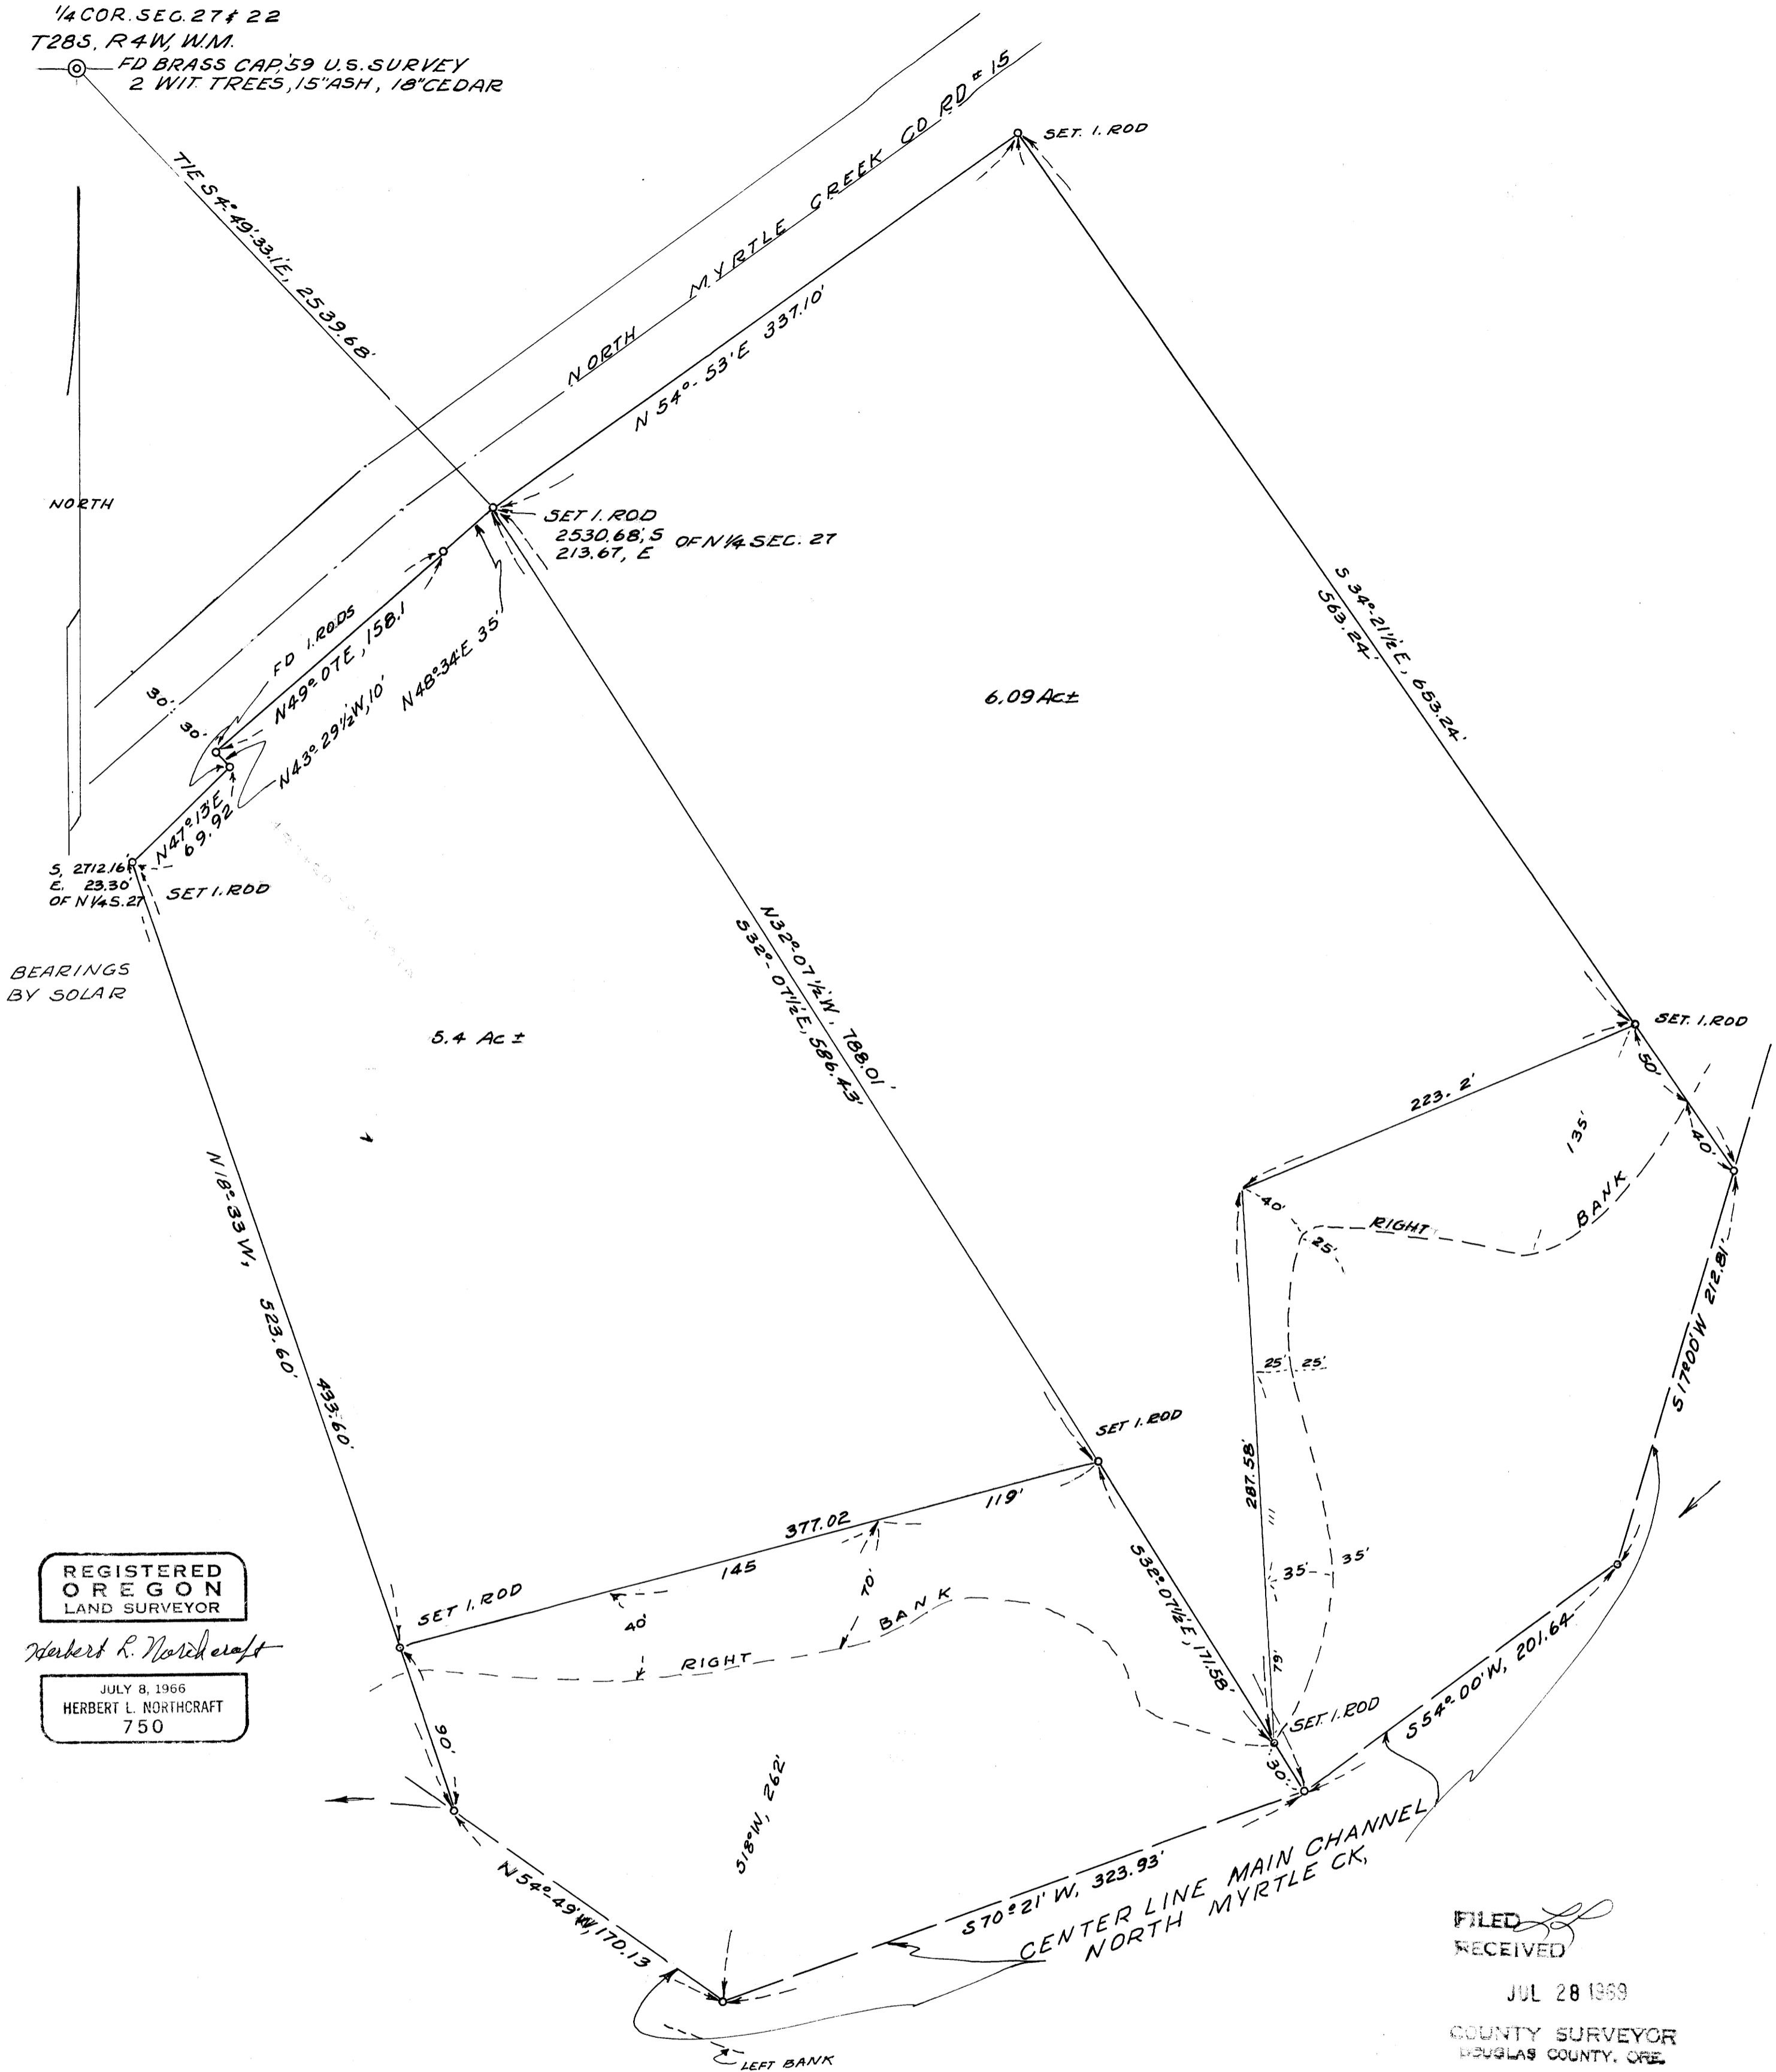 1/4 COR. SEC. 27 & 22
T28S, R4W, W.M.
FD BRASS CAP,'59 U.S. SURVEY
2 WIT. TREES, 15"ASH, 18"CEDAR
TIE S4°-49'-33.1"E, 2539.68'
NORTH MYRTLE CREEK CO RD #15
SET. I. ROD
N 54°-53'E 337.10'
NORTH
SET I. ROD
2530.68', S
213.67, E OF N 1/4 SEC. 27
FD I. RODS
N49°-07'E, 158.1
N48°-34'E 35'
N43°-29 1/2'W, 10'
30'
30'
N47°-13'E
69.92
S, 2712.16'
E. 23.30'
OF N 1/4 S. 27
SET I. ROD
BEARINGS
BY SOLAR
S 34°-21 1/2'E, 653.24'
563.24'
6.09 Ac±
N32°-07 1/2'W, 788.01'
S32°-07 1/2'E, 586.43'
5.4 Ac ±
SET. I. ROD
50'
40'
223.2'
135'
40'
25'
RIGHT BANK
S17°00'W 212.81'
N18°-33'W, 523.60'
433.60'
25' 25'
287.58'
111
35' 35'
79'
SET I. ROD
119'
377.02
145
SET I. ROD
40'
70'
RIGHT BANK
S32°-07 1/2'E, 171.58'
SET. I. ROD
30'
S54°-00'W, 201.64
90'
S18°W, 262'
N54°-49'W, 170.13
S70°21'W, 323.93'
CENTER LINE MAIN CHANNEL
NORTH MYRTLE CK,
LEFT BANK
REGISTERED
OREGON
LAND SURVEYOR
Herbert L. Northcraft
JULY 8, 1966
HERBERT L. NORTHCRAFT
750
FILED
RECEIVED
JUL 28 1969
COUNTY SURVEYOR
DOUGLAS COUNTY, ORE.